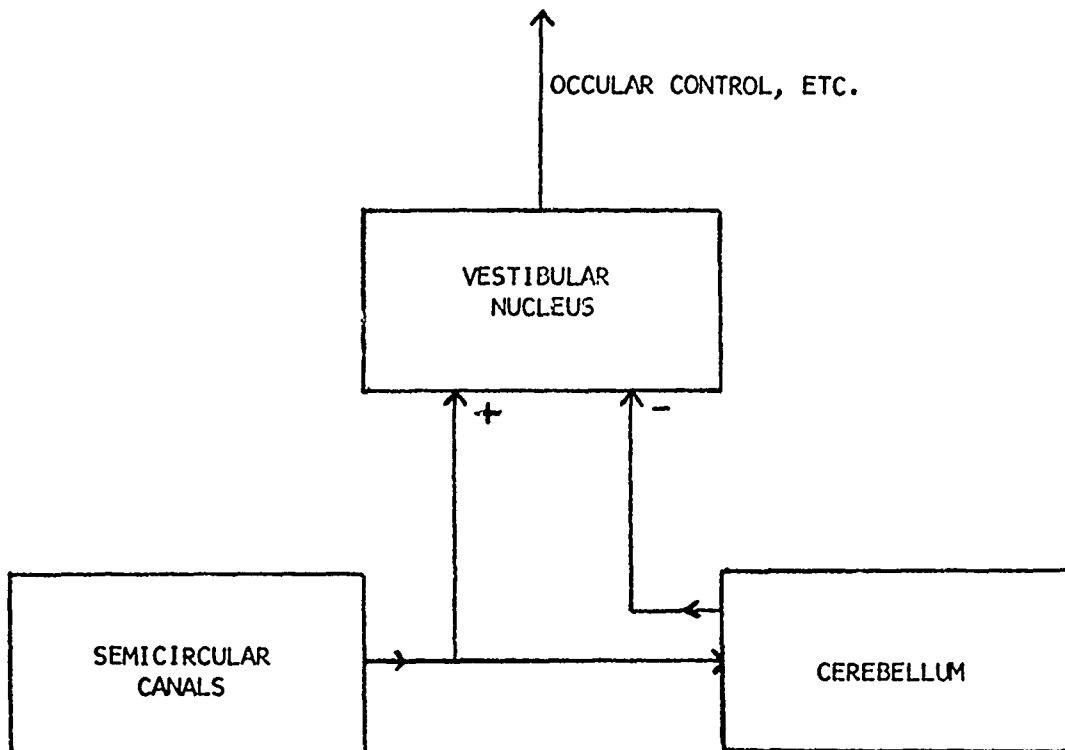 OCCULAR CONTROL, ETC.
VESTIBULAR
NUCLEUS
+
-
SEMICIRCULAR
CANALS
CEREBELLUM